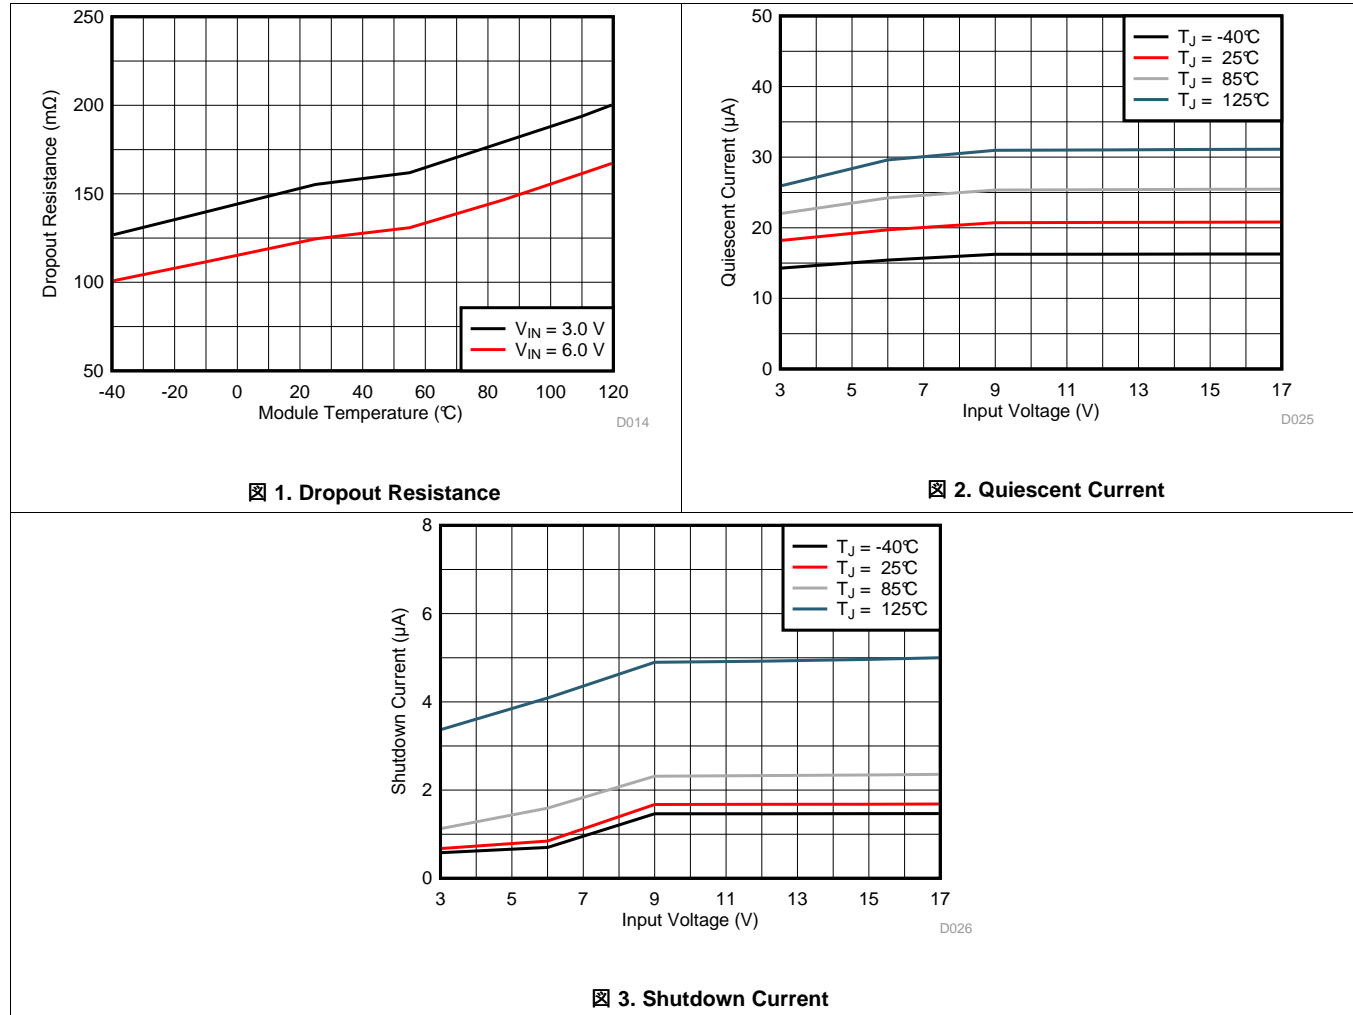 250
200
150
100
50
Dropout Resistance (mΩ)
-40 -20 0 20 40 60 80 100 120
Module Temperature (°C)
V_IN = 3.0 V
V_IN = 6.0 V
D014
図 1. Dropout Resistance
50
40
30
20
10
0
Quiescent Current (µA)
3 5 7 9 11 13 15 17
Input Voltage (V)
T_J = -40°C
T_J = 25°C
T_J = 85°C
T_J = 125°C
D025
図 2. Quiescent Current
8
6
4
2
0
Shutdown Current (µA)
3 5 7 9 11 13 15 17
Input Voltage (V)
T_J = -40°C
T_J = 25°C
T_J = 85°C
T_J = 125°C
D026
図 3. Shutdown Current